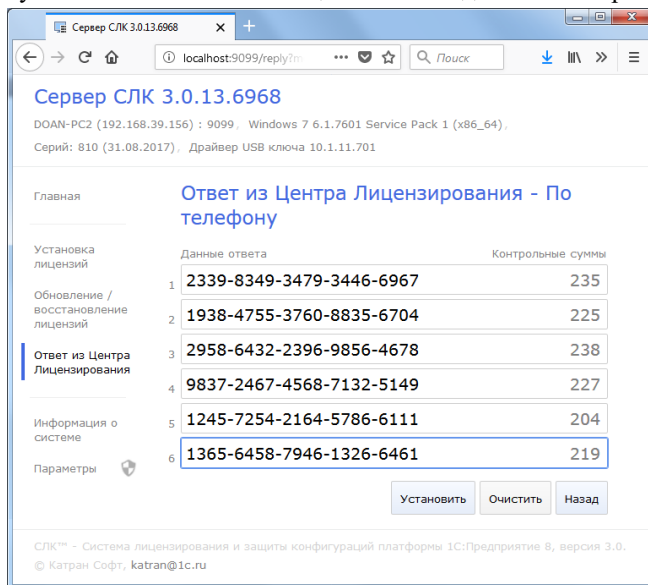 Сервер СЛК 3.0.13.6968
localhost:9099/reply?m
Поиск
Сервер СЛК 3.0.13.6968
DOAN-PC2 (192.168.39.156) : 9099, Windows 7 6.1.7601 Service Pack 1 (x86_64),
Серий: 810 (31.08.2017), Драйвер USB ключа 10.1.11.701
Главная
Установка
лицензий
Обновление /
восстановление
лицензий
Ответ из Центра
Лицензирования
Информация о
системе
Параметры
Ответ из Центра Лицензирования - По
телефону
Данные ответа Контрольные суммы
1 2339-8349-3479-3446-6967 235
2 1938-4755-3760-8835-6704 225
3 2958-6432-2396-9856-4678 238
4 9837-2467-4568-7132-5149 227
5 1245-7254-2164-5786-6111 204
6 1365-6458-7946-1326-6461 219
Установить Очистить Назад
СЛК™ - Система лицензирования и защиты конфигураций платформы 1С:Предприятие 8, версия 3.0.
© Катран Софт, katran@1c.ru